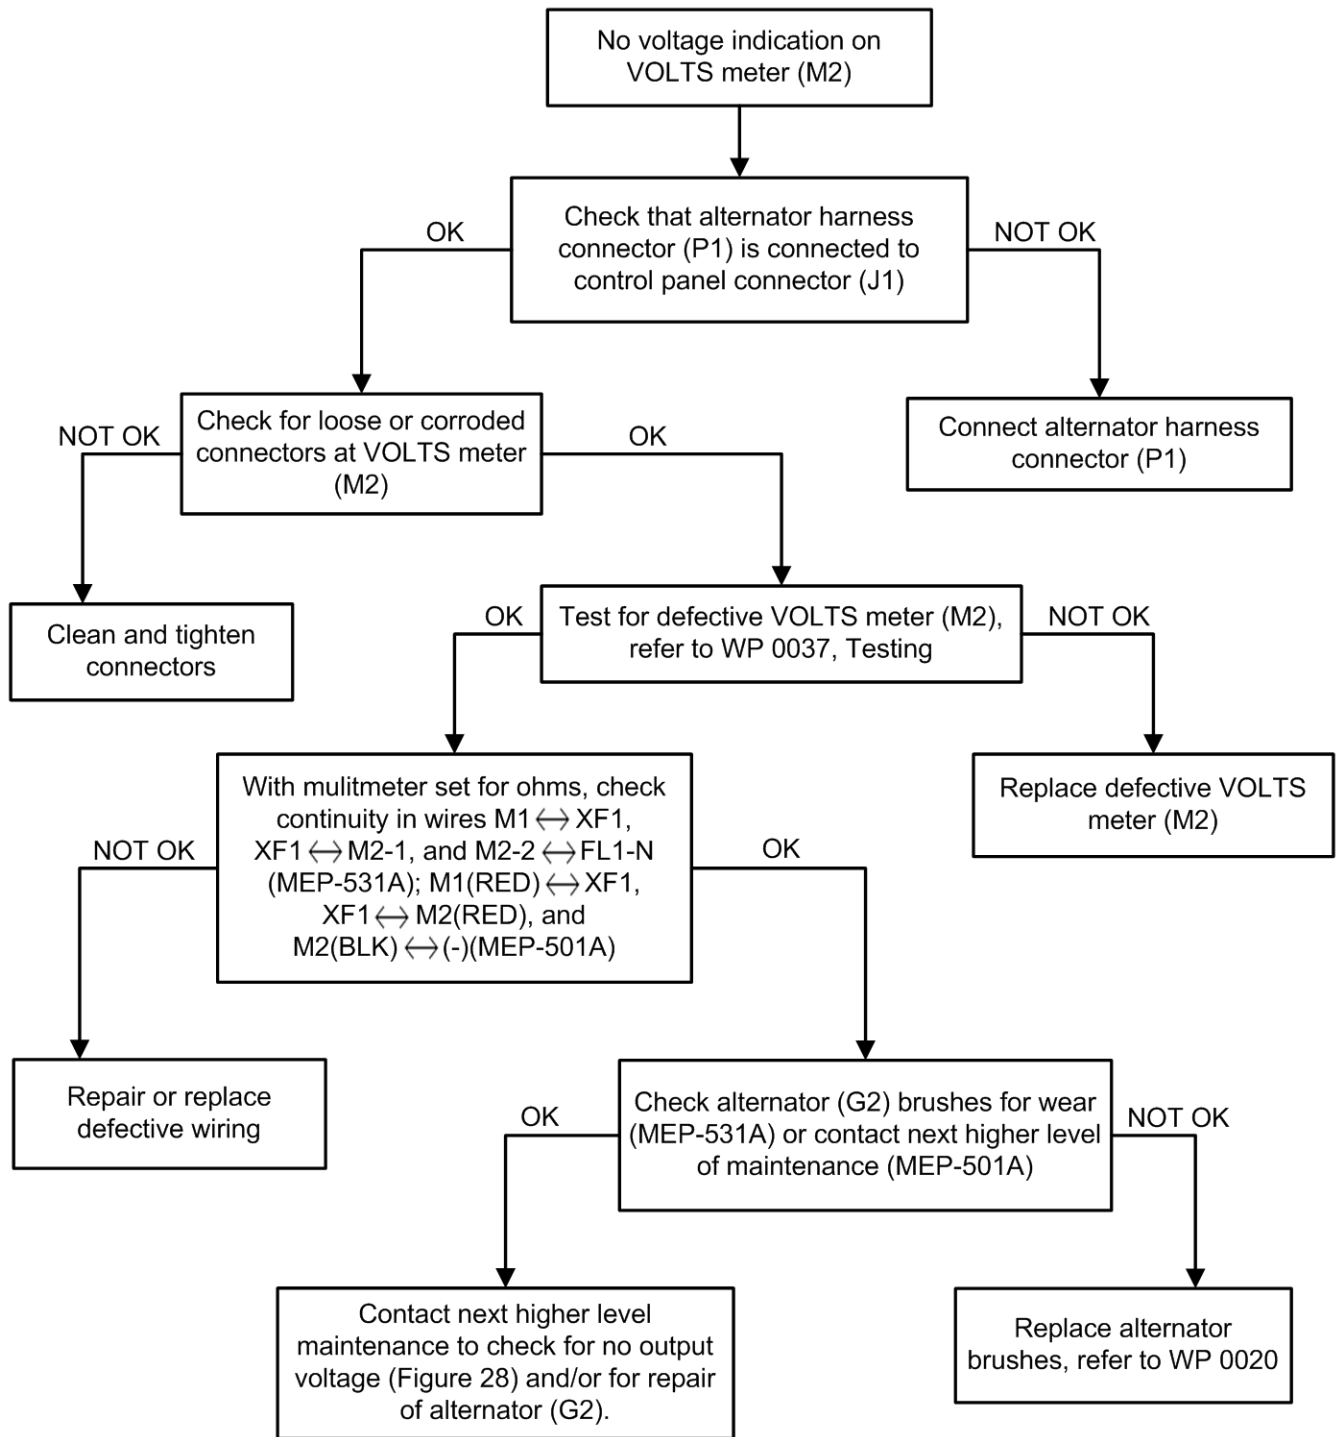 No voltage indication on
VOLTS meter (M2)
Check that alternator harness
connector (P1) is connected to
control panel connector (J1)
OK
NOT OK
Check for loose or corroded
connectors at VOLTS meter
(M2)
NOT OK
OK
Connect alternator harness
connector (P1)
Clean and tighten
connectors
Test for defective VOLTS meter (M2),
refer to WP 0037, Testing
OK
NOT OK
With mulitmeter set for ohms, check
continuity in wires M1 ↔ XF1,
XF1 ↔ M2-1, and M2-2 ↔ FL1-N
(MEP-531A); M1(RED) ↔ XF1,
XF1 ↔ M2(RED), and
M2(BLK) ↔ (-)(MEP-501A)
NOT OK
OK
Replace defective VOLTS
meter (M2)
Repair or replace
defective wiring
Check alternator (G2) brushes for wear
(MEP-531A) or contact next higher level
of maintenance (MEP-501A)
OK
NOT OK
Contact next higher level
maintenance to check for no output
voltage (Figure 28) and/or for repair
of alternator (G2).
Replace alternator
brushes, refer to WP 0020